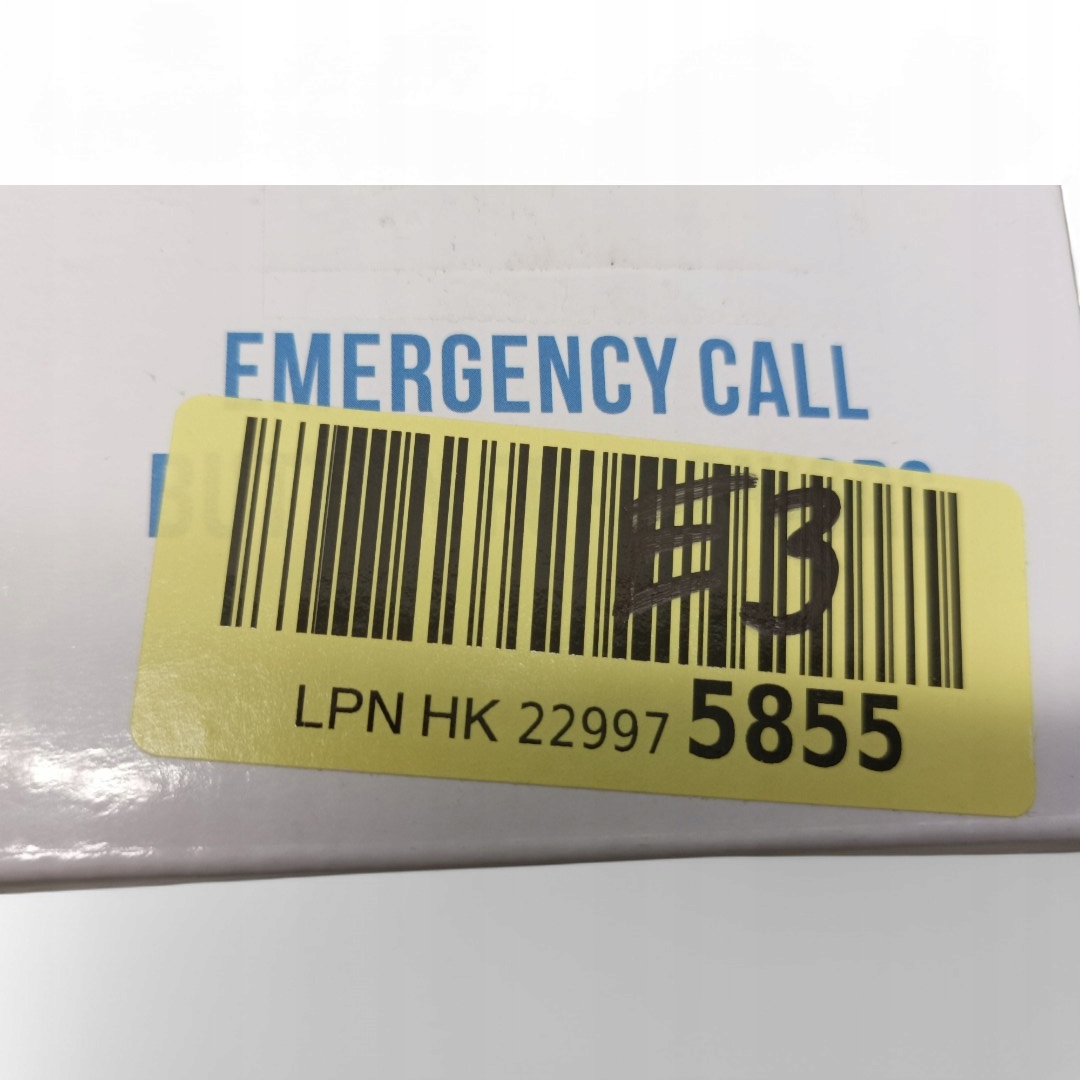 EMERGENCY CALL
E3
LPN HK 22997 5855